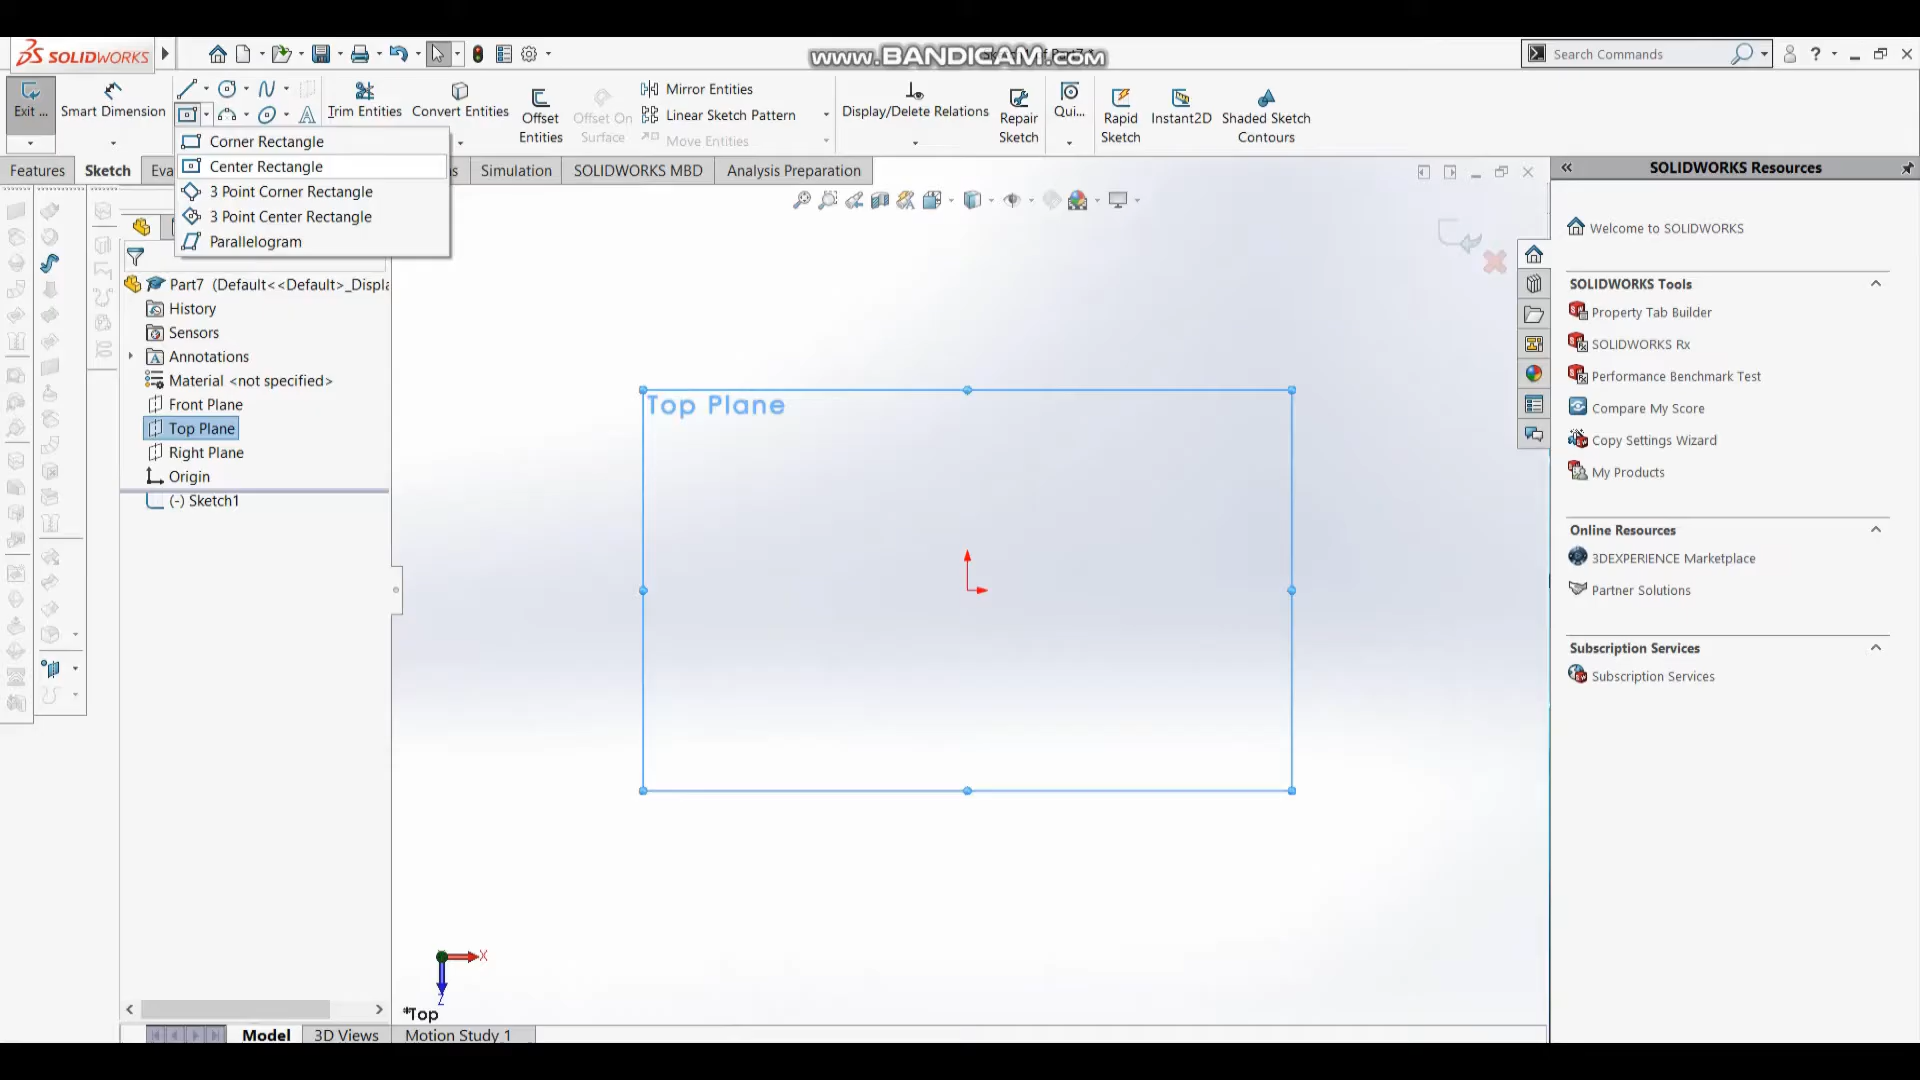 SOLIDWORKS
www.BANDICAM.com
Search Commands
?
Exit ...
Smart Dimension
Trim Entities
Convert Entities
Offset Entities
Offset On Surface
Mirror Entities
Linear Sketch Pattern
Move Entities
Display/Delete Relations
Repair Sketch
Qui...
Rapid Sketch
Instant2D
Shaded Sketch Contours
Corner Rectangle
Center Rectangle
3 Point Corner Rectangle
3 Point Center Rectangle
Parallelogram
Features
Sketch
Eva
Simulation
SOLIDWORKS MBD
Analysis Preparation
Part7 (Default<<Default>_Displa
History
Sensors
Annotations
Material <not specified>
Front Plane
Top Plane
Right Plane
Origin
(-) Sketch1
Top Plane
X
Z
*Top
Model
3D Views
Motion Study 1
SOLIDWORKS Resources
Welcome to SOLIDWORKS
SOLIDWORKS Tools
Property Tab Builder
SOLIDWORKS Rx
Performance Benchmark Test
Compare My Score
Copy Settings Wizard
My Products
Online Resources
3DEXPERIENCE Marketplace
Partner Solutions
Subscription Services
Subscription Services